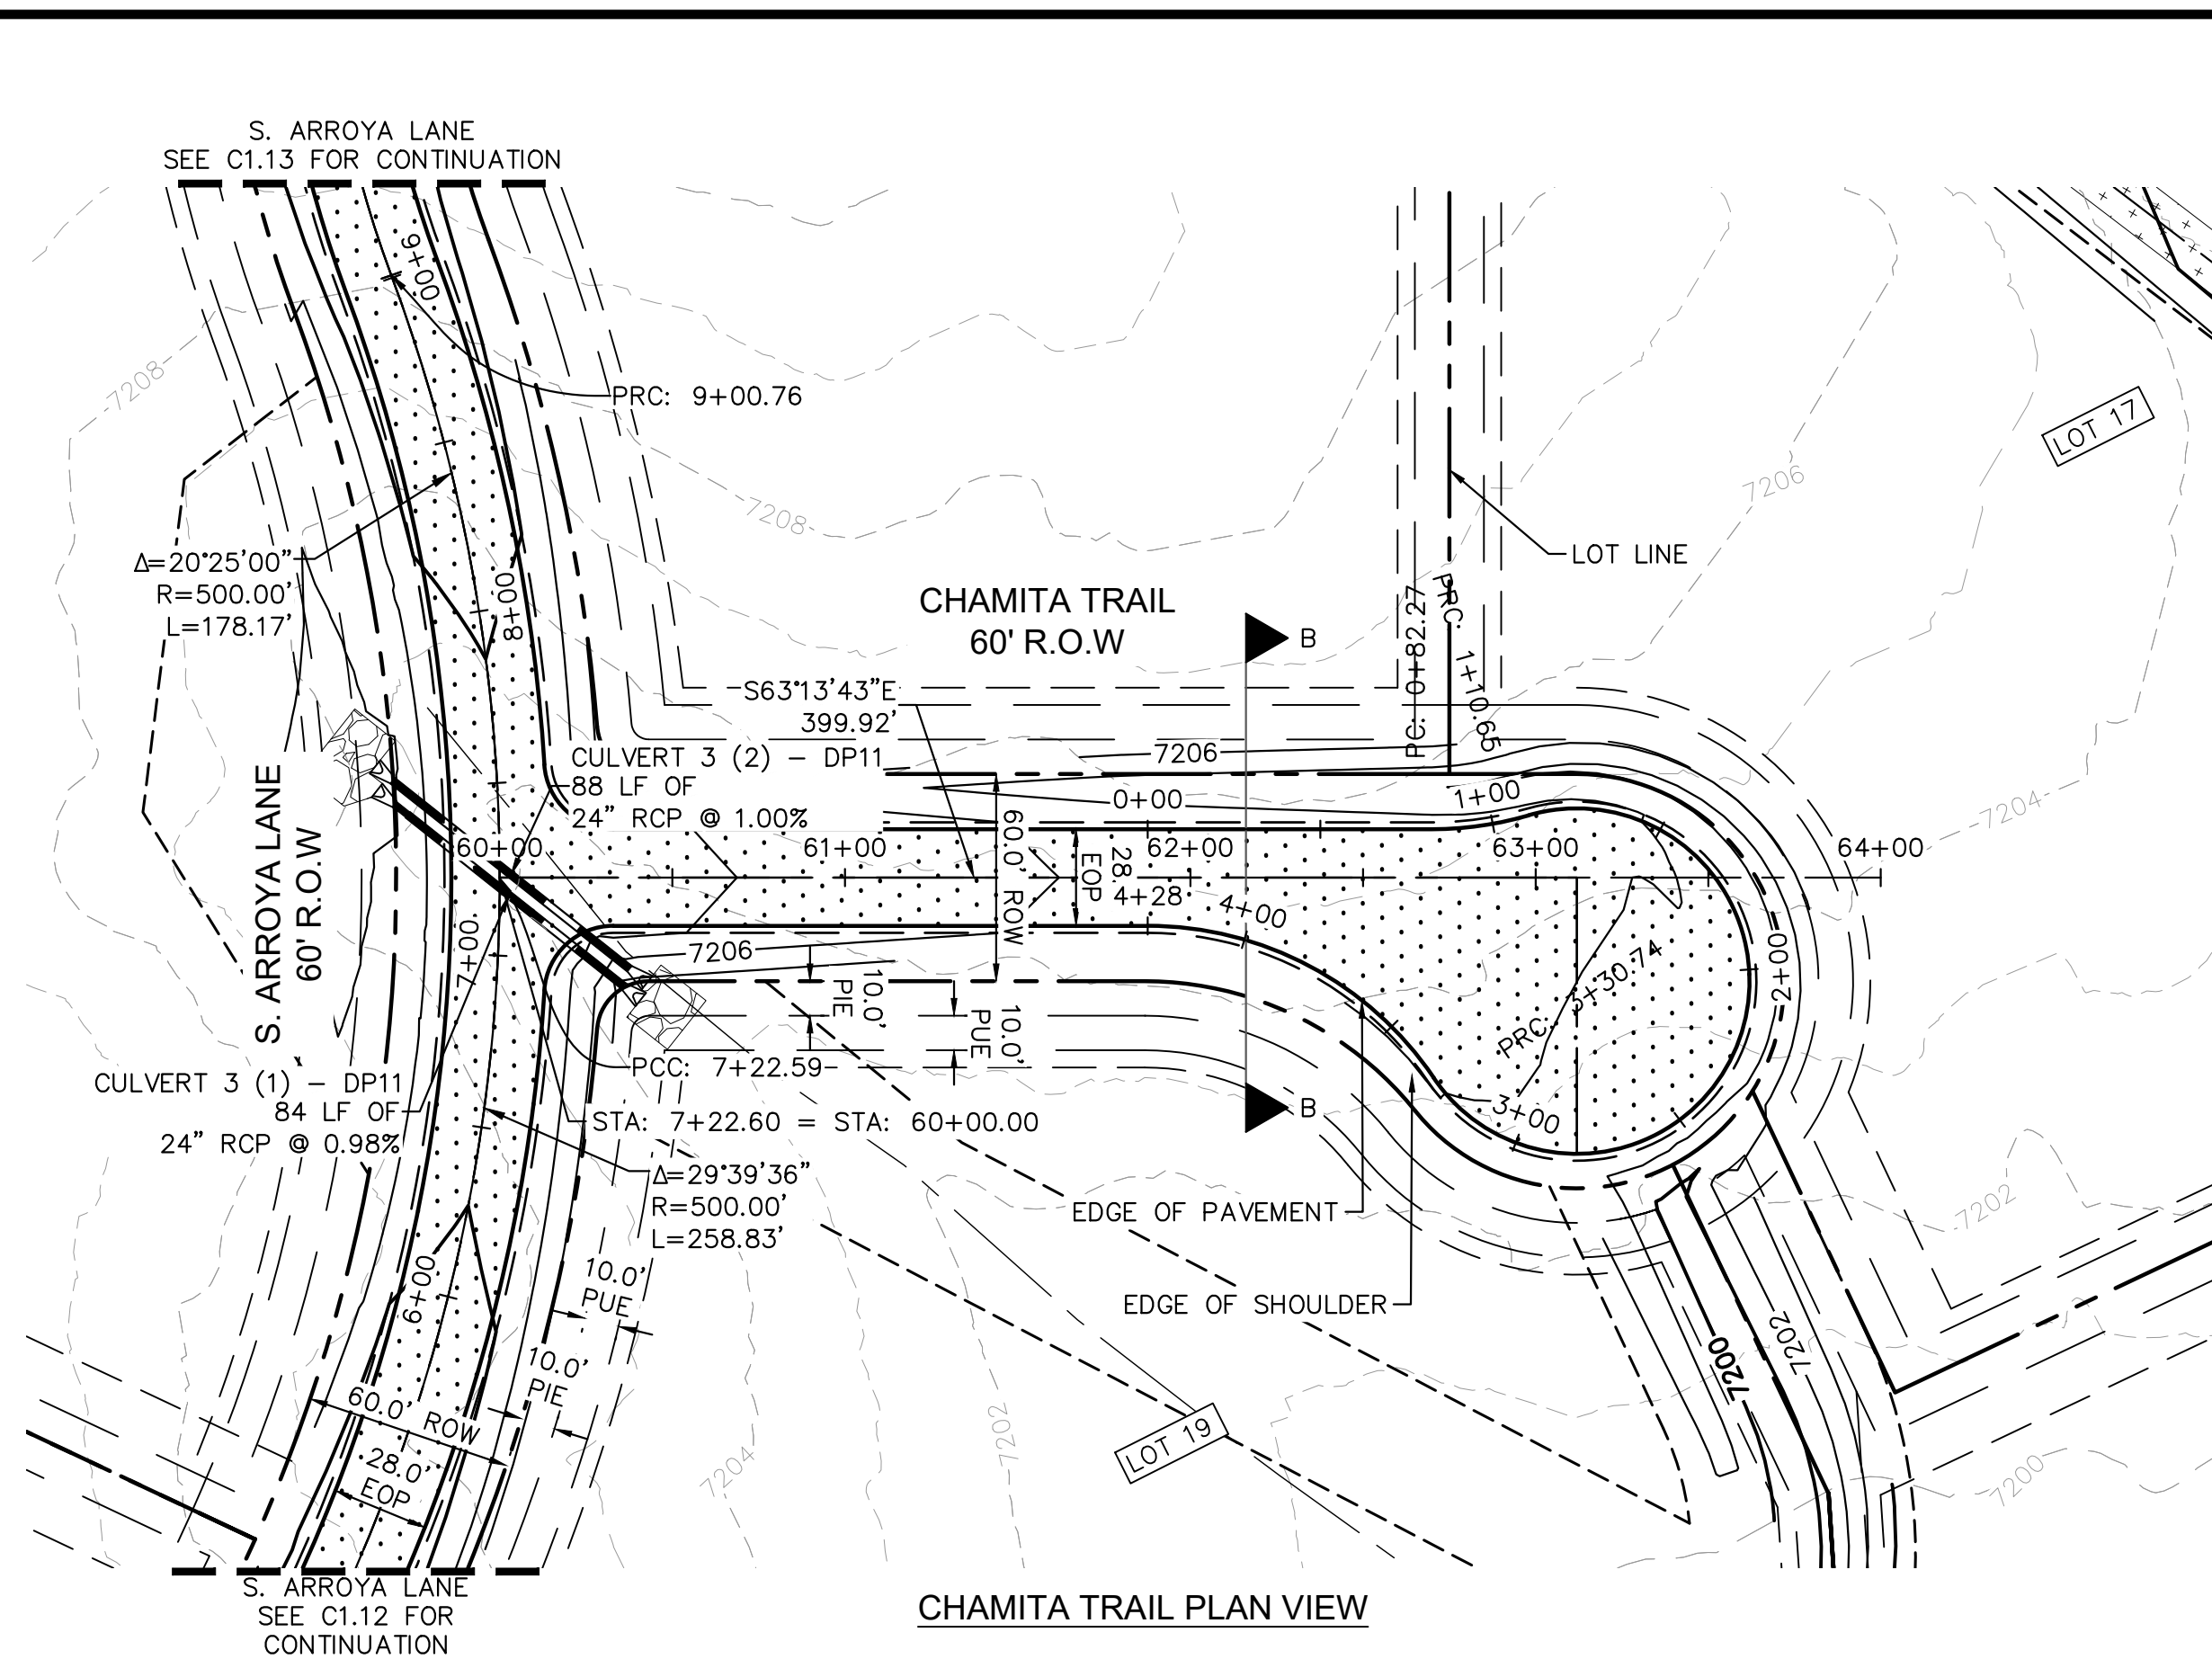 S. ARROYA LANE
SEE C1.13 FOR CONTINUATION
9+00
7208
PRC: 9+00.76
LOT 17
7206
7208
Δ=20°25'00"
R=500.00'
L=178.17'
8+00
LOT LINE
CHAMITA TRAIL
60' R.O.W
B
PC: 0+82.27
PRC: 1+10.65
S63°13'43"E
399.92'
CULVERT 3 (2) - DP11
88 LF OF
24" RCP @ 1.00%
7206
0+00
1+00
7204
S. ARROYA LANE
60' R.O.W
60+00
61+00
62+00
63+00
64+00
60.0' ROW
28.
EOP
4+28
4+00
7+00
7206
2+00
PRC: 3+30.74
10.0'
PIE
10.0'
PUE
PCC: 7+22.59
CULVERT 3 (1) - DP11
84 LF OF
24" RCP @ 0.98%
STA: 7+22.60 = STA: 60+00.00
B
3+00
Δ=29°39'36"
R=500.00'
L=258.83'
EDGE OF PAVEMENT
7202
6+00
10.0'
PUE
EDGE OF SHOULDER
7200
7202
10.0'
PIE
60.0' ROW
28.0'
EOP
7204
7202
LOT 19
7200
S. ARROYA LANE
SEE C1.12 FOR
CONTINUATION
CHAMITA TRAIL PLAN VIEW